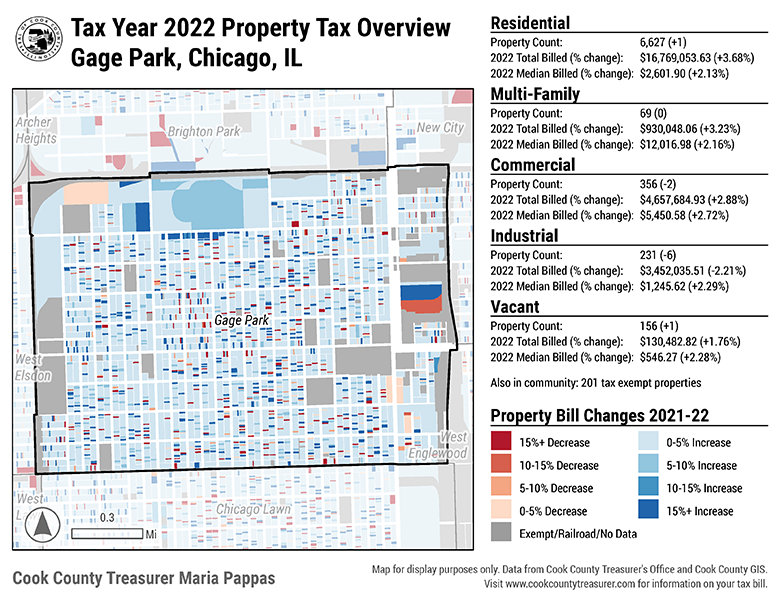 Tax Year 2022 Property Tax Overview
Gage Park, Chicago, IL
Archer
Heights
Brighton Park
New City
Gage Park
West
Elsdon
West
Englewood
West
L
Chicago Lawn
0.3
Mi
Cook County Treasurer Maria Pappas
Residential
Property Count: 6,627 (+1)
2022 Total Billed (% change): $16,769,053.63 (+3.68%)
2022 Median Billed (% change): $2,601.90 (+2.13%)
Multi-Family
Property Count: 69 (0)
2022 Total Billed (% change): $930,048.06 (+3.23%)
2022 Median Billed (% change): $12,016.98 (+2.16%)
Commercial
Property Count: 356 (-2)
2022 Total Billed (% change): $4,657,684.93 (+2.88%)
2022 Median Billed (% change): $5,450.58 (+2.72%)
Industrial
Property Count: 231 (-6)
2022 Total Billed (% change): $3,452,035.51 (-2.21%)
2022 Median Billed (% change): $1,245.62 (+2.29%)
Vacant
Property Count: 156 (+1)
2022 Total Billed (% change): $130,482.82 (+1.76%)
2022 Median Billed (% change): $546.27 (+2.28%)
Also in community: 201 tax exempt properties
Property Bill Changes 2021-22
15%+ Decrease
10-15% Decrease
5-10% Decrease
0-5% Decrease
0-5% Increase
5-10% Increase
10-15% Increase
15%+ Increase
Exempt/Railroad/No Data
Map for display purposes only. Data from Cook County Treasurer's Office and Cook County GIS.
Visit www.cookcountytreasurer.com for information on your tax bill.